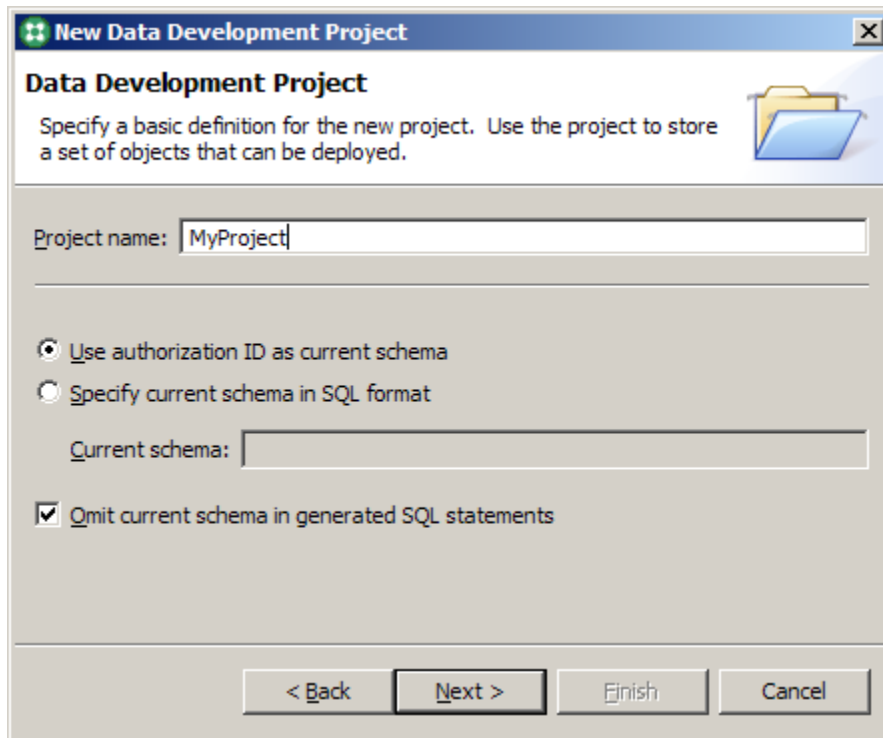 New Data Development Project
Data Development Project
Specify a basic definition for the new project.  Use the project to store
a set of objects that can be deployed.
Project name: MyProject
Use authorization ID as current schema
Specify current schema in SQL format
Current schema:
Omit current schema in generated SQL statements
< Back Next > Finish Cancel